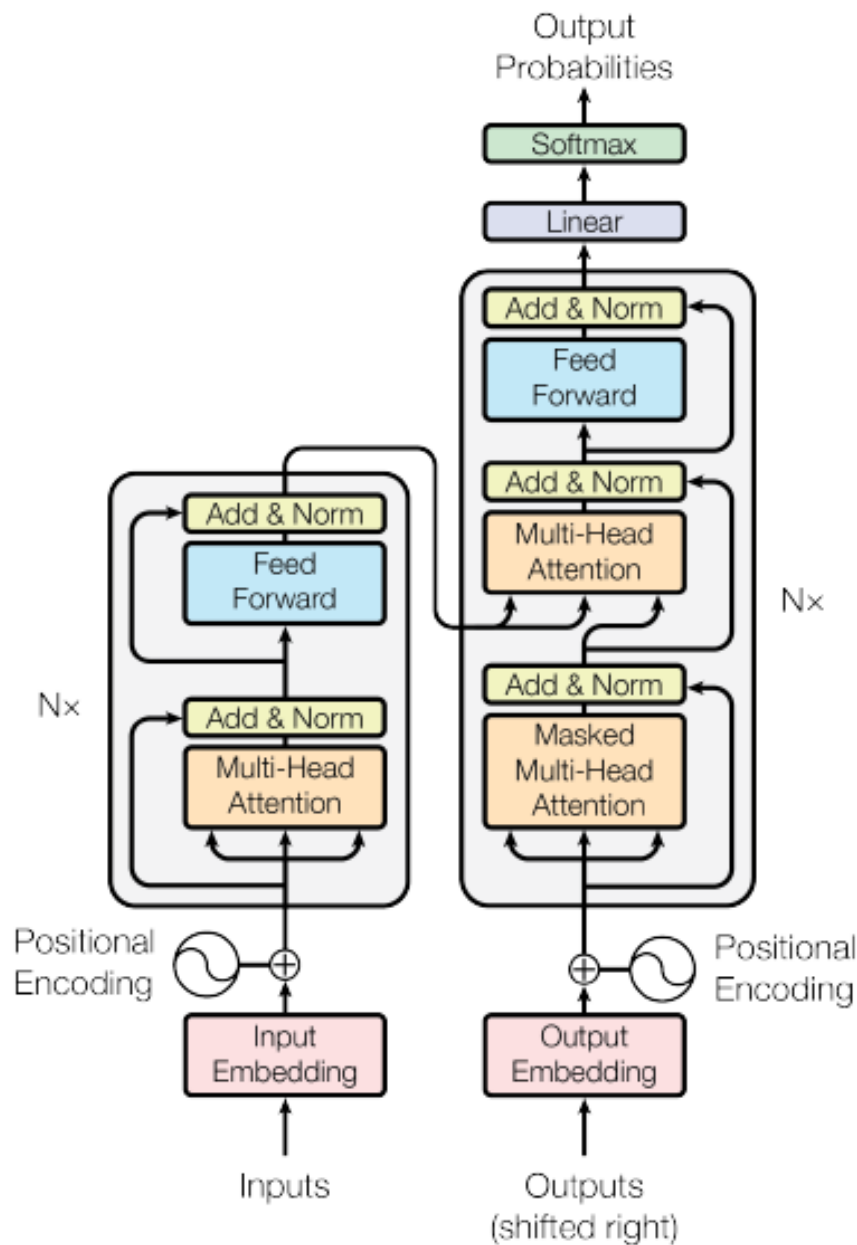 Output
Probabilities
Softmax
Linear
Add & Norm
Feed
Forward
Add & Norm
Multi-Head
Attention
Nx
Add & Norm
Masked
Multi-Head
Attention
Add & Norm
Feed
Forward
Nx
Add & Norm
Multi-Head
Attention
Positional
Encoding
Positional
Encoding
Input
Embedding
Output
Embedding
Inputs
Outputs
(shifted right)